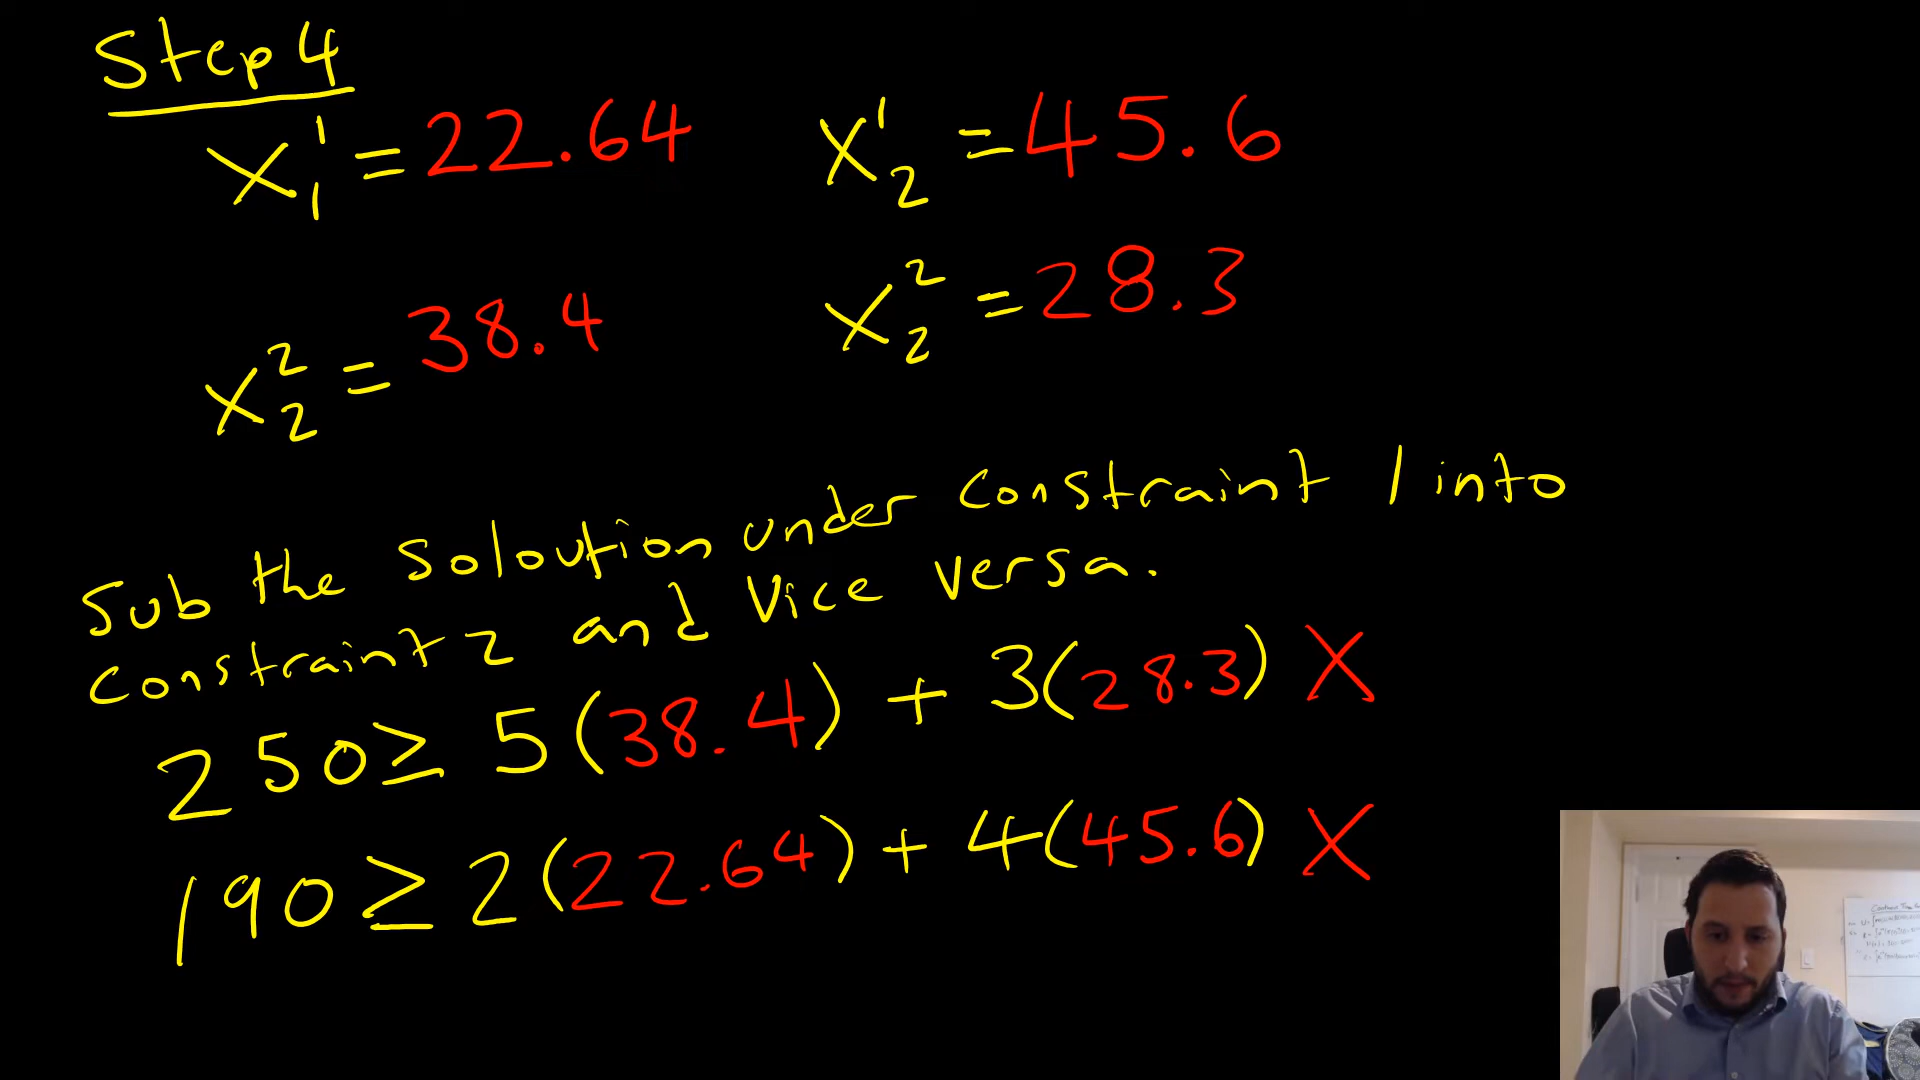 Step 4
X₁¹ = 22.64 X₂¹ = 45.6
X₂² = 38.4 X₂² = 28.3
Sub the soloution under constraint 1 into
constraint 2 and vice versa.
250 ≥ 5(38.4) + 3(28.3) X
190 ≥ 2(22.64) + 4(45.6) X